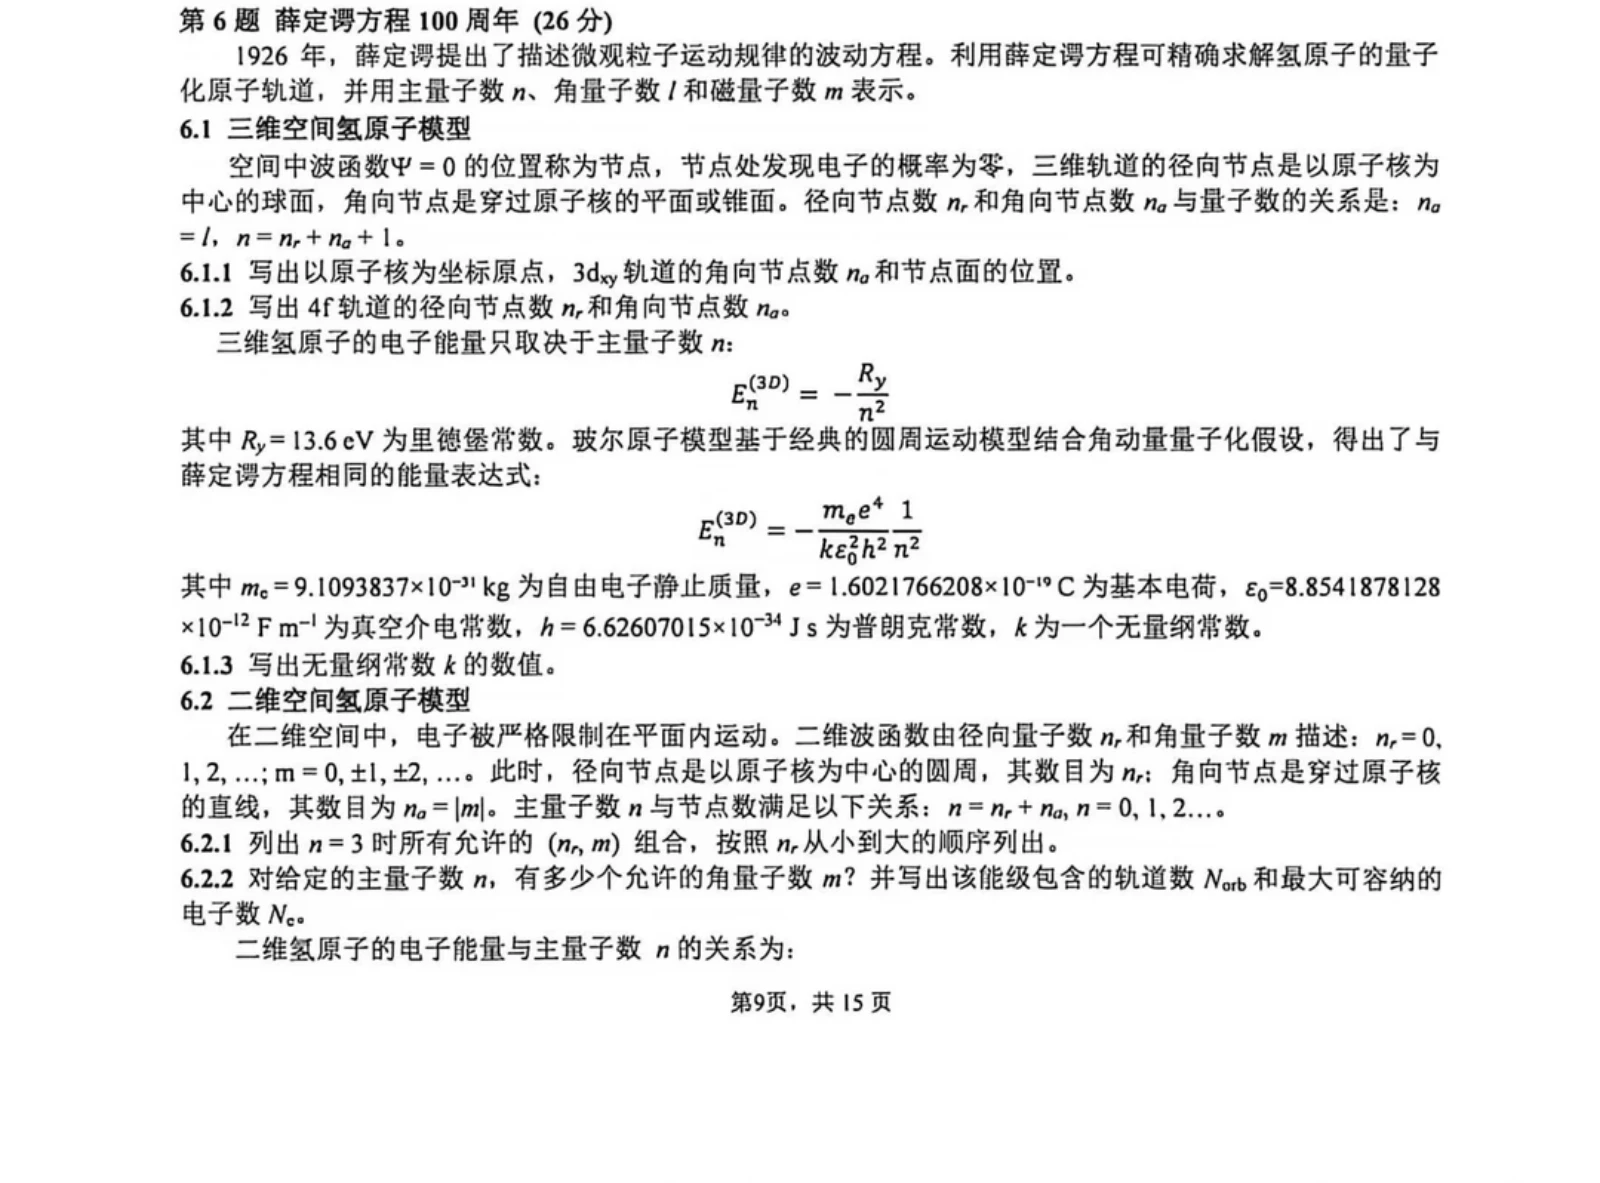 第 6 题 薛定谔方程 100 周年 (26 分)
1926 年，薛定谔提出了描述微观粒子运动规律的波动方程。利用薛定谔方程可精确求解氢原子的量子
化原子轨道，并用主量子数 n、角量子数 l 和磁量子数 m 表示。
6.1 三维空间氢原子模型
空间中波函数Ψ = 0 的位置称为节点，节点处发现电子的概率为零，三维轨道的径向节点是以原子核为
中心的球面，角向节点是穿过原子核的平面或锥面。径向节点数 nᵣ 和角向节点数 nₐ 与量子数的关系是：nₐ
= l，n = nᵣ + nₐ + 1。
6.1.1 写出以原子核为坐标原点，3dxy 轨道的角向节点数 nₐ 和节点面的位置。
6.1.2 写出 4f 轨道的径向节点数 nᵣ 和角向节点数 nₐ。
三维氢原子的电子能量只取决于主量子数 n：
E_n^(3D) = − R_y / n²
其中 R_y = 13.6 eV 为里德堡常数。玻尔原子模型基于经典的圆周运动模型结合角动量量子化假设，得出了与
薛定谔方程相同的能量表达式：
E_n^(3D) = − (m_e e⁴ / kε₀²h²) (1 / n²)
其中 mₑ = 9.1093837×10⁻³¹ kg 为自由电子静止质量，e = 1.6021766208×10⁻¹⁹ C 为基本电荷，ε₀=8.8541878128
×10⁻¹² F m⁻¹ 为真空介电常数，h = 6.62607015×10⁻³⁴ J s 为普朗克常数，k 为一个无量纲常数。
6.1.3 写出无量纲常数 k 的数值。
6.2 二维空间氢原子模型
在二维空间中，电子被严格限制在平面内运动。二维波函数由径向量子数 nᵣ 和角量子数 m 描述：nᵣ = 0,
1, 2, …; m = 0, ±1, ±2, …。此时，径向节点是以原子核为中心的圆周，其数目为 nᵣ；角向节点是穿过原子核
的直线，其数目为 nₐ = |m|。主量子数 n 与节点数满足以下关系：n = nᵣ + nₐ, n = 0, 1, 2…。
6.2.1 列出 n = 3 时所有允许的 (nᵣ, m) 组合，按照 nᵣ 从小到大的顺序列出。
6.2.2 对给定的主量子数 n，有多少个允许的角量子数 m？并写出该能级包含的轨道数 Norb 和最大可容纳的
电子数 Nₑ。
二维氢原子的电子能量与主量子数 n 的关系为：
第9页，共 15 页